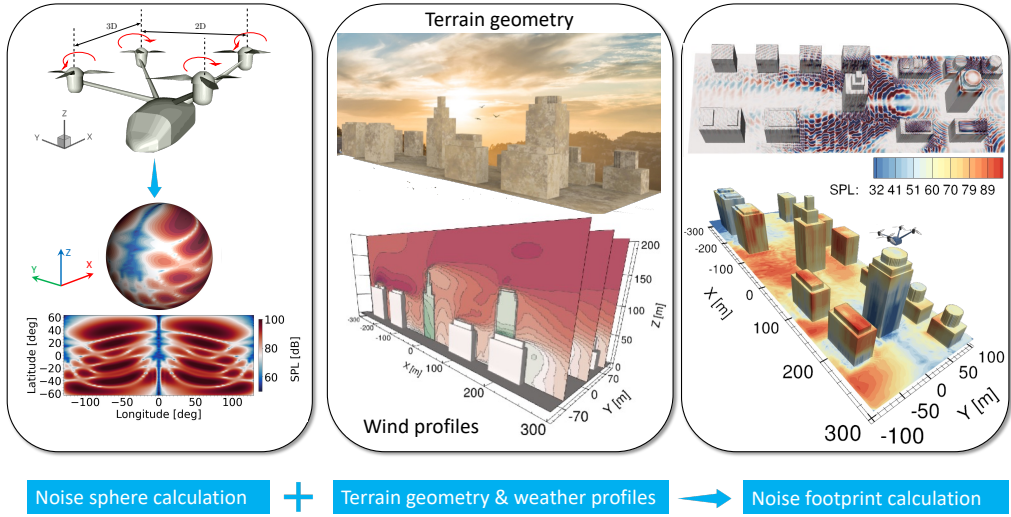 3D
2D
Z
Y
X
Z
Y
X
60
40
20
0
−20
−40
−60
Latitude [deg]
−100
−50
0
50
100
Longitude [deg]
100
80
60
SPL [dB]
Terrain geometry
200
150
100
50
0
Z [m]
-300
-200
-100
0
100
200
300
X [m]
70
0
-70
Y [m]
Wind profiles
SPL: 32 41 51 60 70 79 89
-300
-200
-100
0
100
200
300
X [m]
100
50
0
-50
-100
Y [m]
Noise sphere calculation
Terrain geometry & weather profiles
Noise footprint calculation